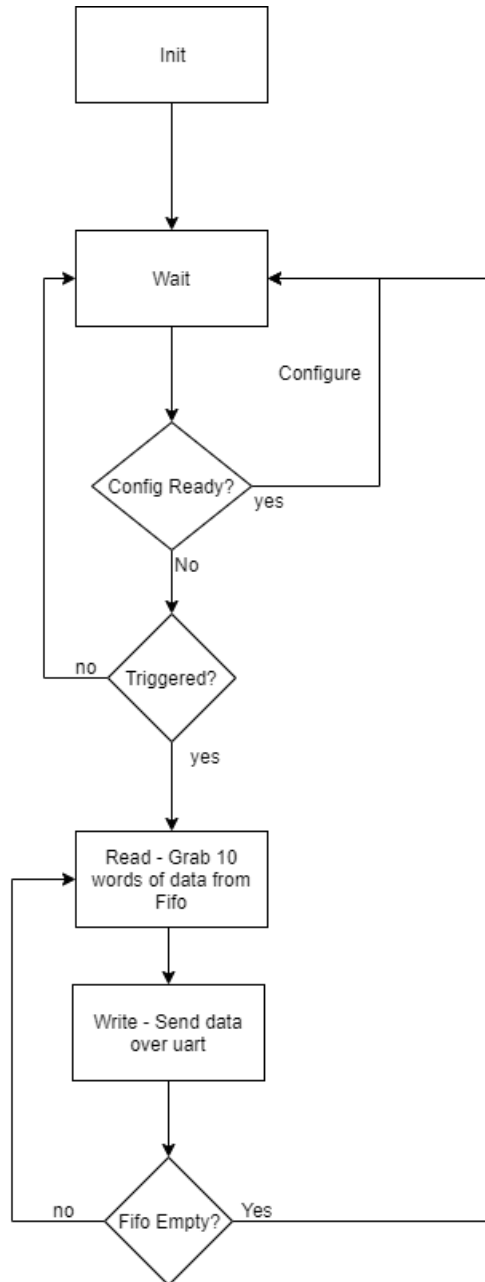 Init
Wait
Configure
Config Ready?
yes
No
no
Triggered?
yes
Read - Grab 10
words of data from
Fifo
Write - Send data
over uart
no
Fifo Empty?
Yes